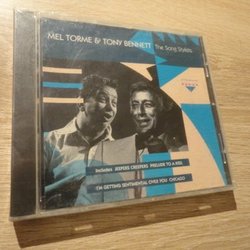 MEL TORME & TONY BENNETT The Song Stylists
Includes JEEPERS CREEPERS PRELUDE TO A KISS
I'M GETTING SENTIMENTAL OVER YOU CHICAGO